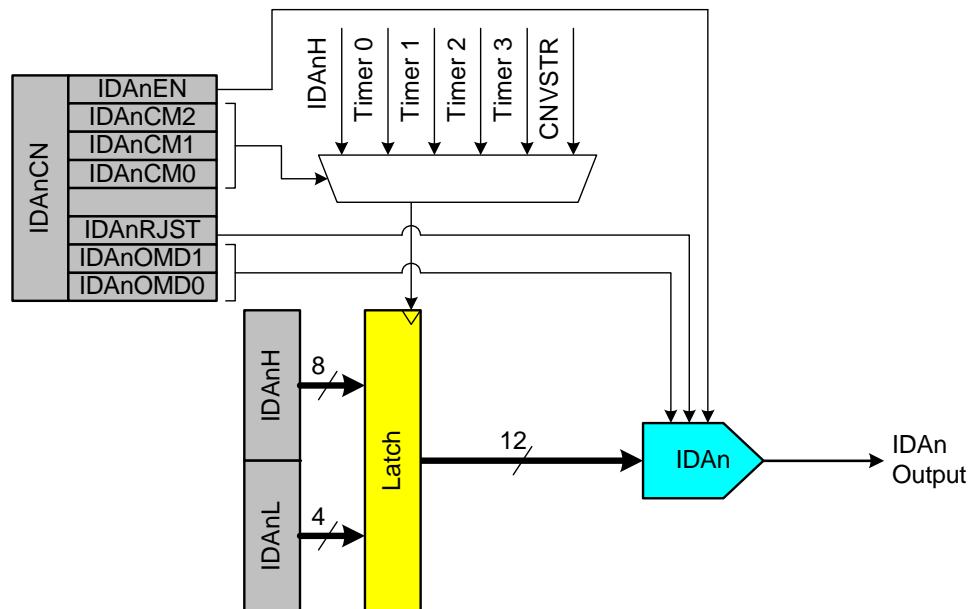 IDAnCN
IDAnEN
IDAnCM2
IDAnCM1
IDAnCM0
IDAnRJST
IDAnOMD1
IDAnOMD0
IDAnH
Timer 0
Timer 1
Timer 2
Timer 3
CNVSTR
IDAnH
8
IDAnL
4
Latch
12
IDAn
IDAn
Output